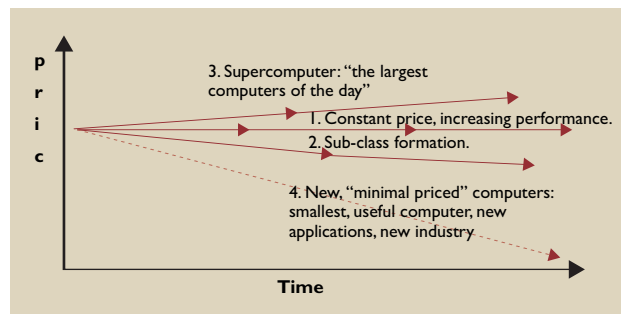 p
r
i
c
3. Supercomputer: “the largest
computers of the day”
1. Constant price, increasing performance.
2. Sub-class formation.
4. New, “minimal priced” computers:
smallest, useful computer, new
applications, new industry
Time